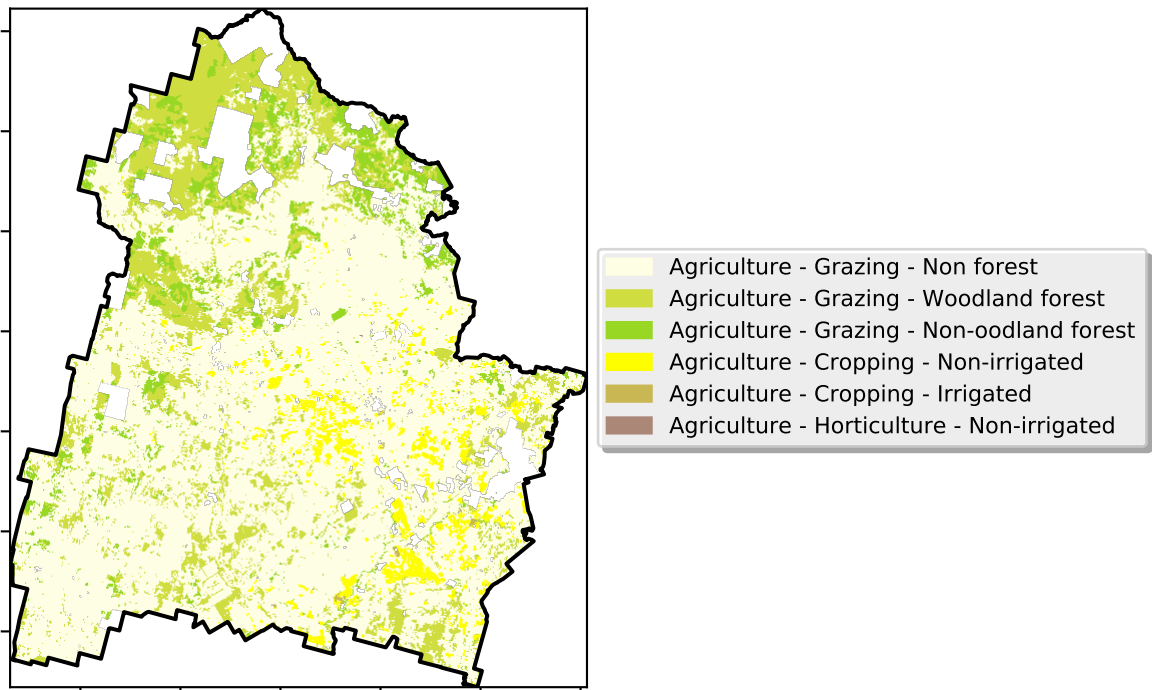 Agriculture - Grazing - Non forest
Agriculture - Grazing - Woodland forest
Agriculture - Grazing - Non-oodland forest
Agriculture - Cropping - Non-irrigated
Agriculture - Cropping - Irrigated
Agriculture - Horticulture - Non-irrigated